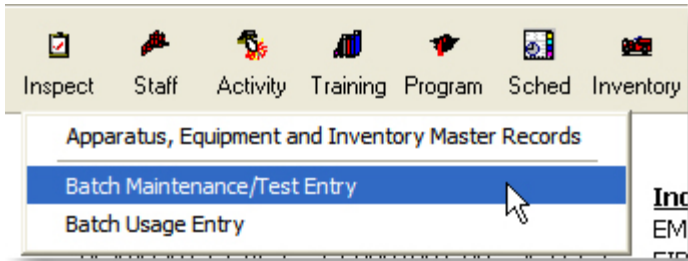 Inspect Staff Activity Training Program Sched Inventory
Apparatus, Equipment and Inventory Master Records
Batch Maintenance/Test Entry
Batch Usage Entry